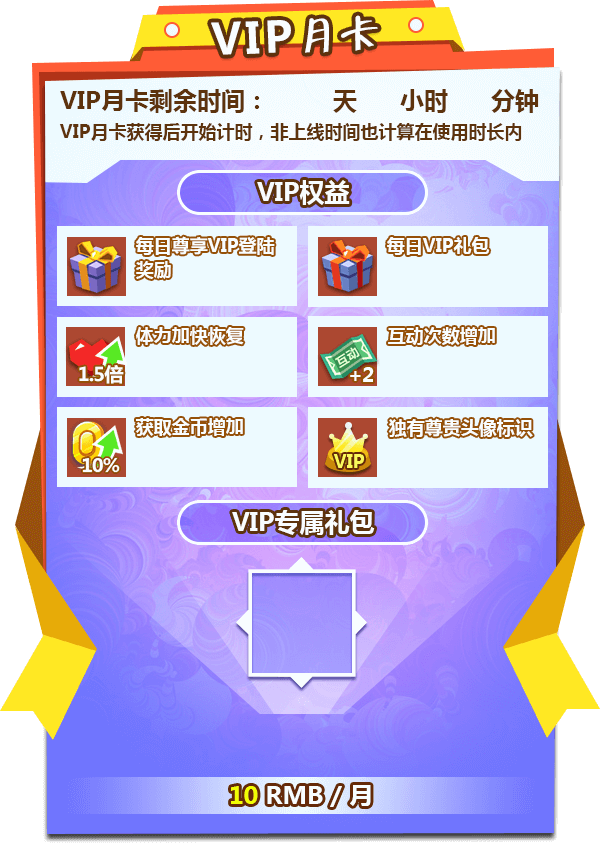 VIP月卡
VIP月卡剩余时间： 天 小时 分钟
VIP月卡获得后开始计时，非上线时间也计算在使用时长内
VIP权益
每日尊享VIP登陆
奖励
每日VIP礼包
1.5倍
体力加快恢复
互动
+2
互动次数增加
10%
获取金币增加
VIP
独有尊贵头像标识
VIP专属礼包
10 RMB / 月